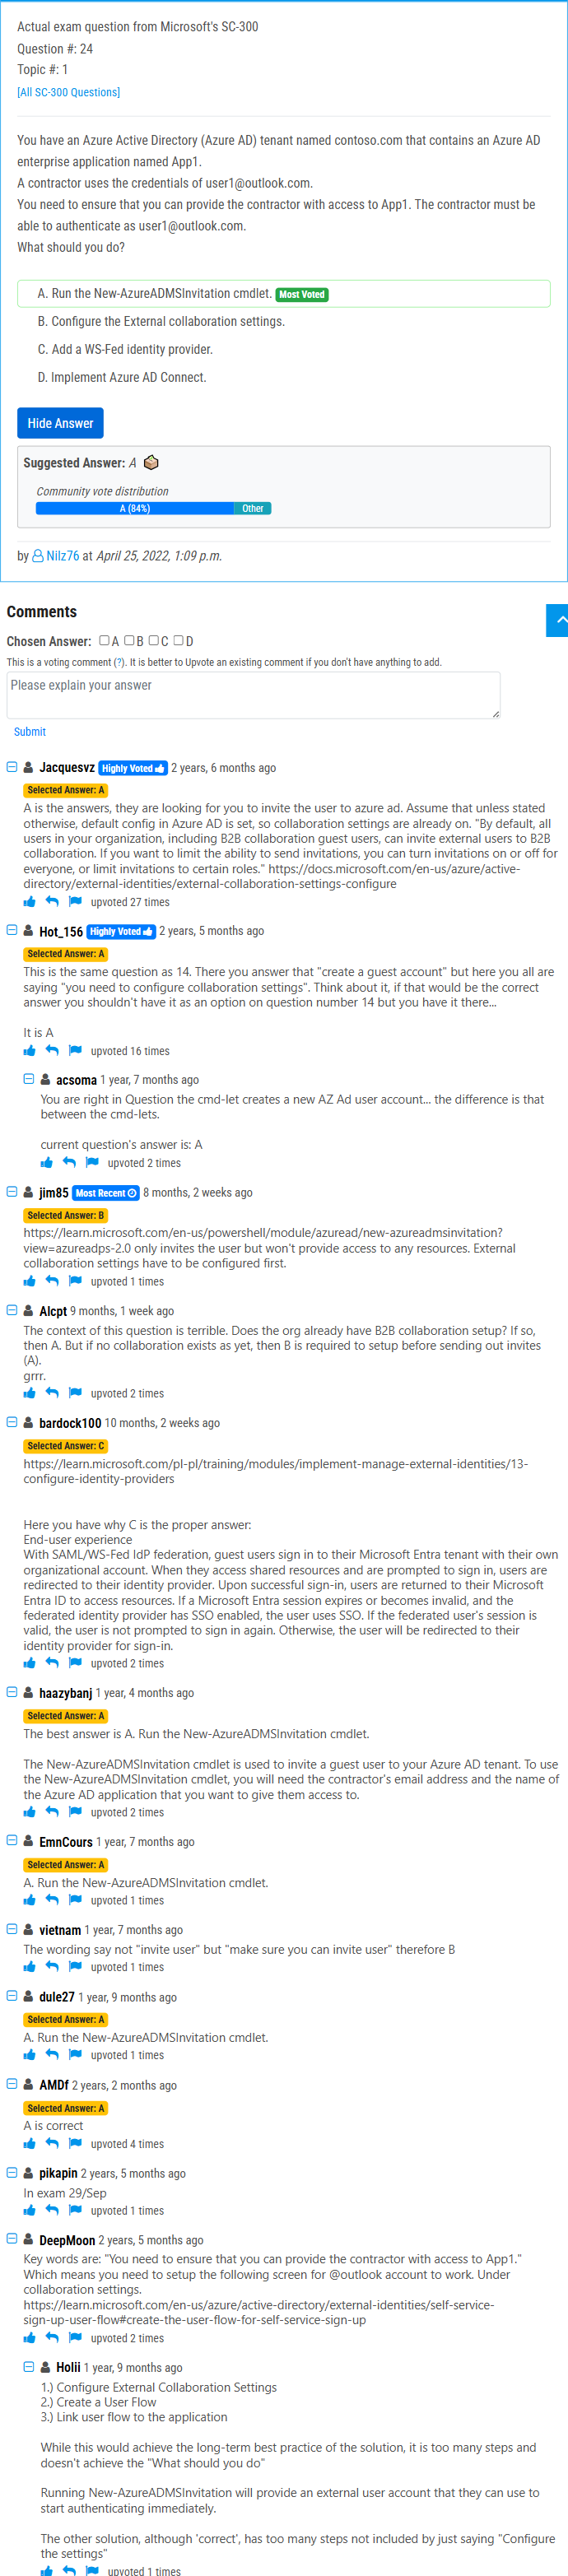 Actual exam question from Microsoft's SC-300
Question #: 24
Topic #: 1
[All SC-300 Questions]
You have an Azure Active Directory (Azure AD) tenant named contoso.com that contains an Azure AD
enterprise application named App1.
A contractor uses the credentials of user1@outlook.com.
You need to ensure that you can provide the contractor with access to App1. The contractor must be
able to authenticate as user1@outlook.com.
What should you do?
A. Run the New-AzureADMSInvitation cmdlet. Most Voted
B. Configure the External collaboration settings.
C. Add a WS-Fed identity provider.
D. Implement Azure AD Connect.
Hide Answer
Suggested Answer: A
Community vote distribution
A (84%) Other
by Nilz76 at April 25, 2022, 1:09 p.m.
Comments
Chosen Answer: A B C D
This is a voting comment (?). It is better to Upvote an existing comment if you don't have anything to add.
Please explain your answer
Submit
Jacquesvz Highly Voted 2 years, 6 months ago
Selected Answer: A
A is the answers, they are looking for you to invite the user to azure ad. Assume that unless stated
otherwise, default config in Azure AD is set, so collaboration settings are already on. "By default, all
users in your organization, including B2B collaboration guest users, can invite external users to B2B
collaboration. If you want to limit the ability to send invitations, you can turn invitations on or off for
everyone, or limit invitations to certain roles." https://docs.microsoft.com/en-us/azure/active-
directory/external-identities/external-collaboration-settings-configure
upvoted 27 times
Hot_156 Highly Voted 2 years, 5 months ago
Selected Answer: A
This is the same question as 14. There you answer that "create a guest account" but here you all are
saying "you need to configure collaboration settings". Think about it, if that would be the correct
answer you shouldn't have it as an option on question number 14 but you have it there...
It is A
upvoted 16 times
acsoma 1 year, 7 months ago
You are right in Question the cmd-let creates a new AZ Ad user account... the difference is that
between the cmd-lets.
current question's answer is: A
upvoted 2 times
jim85 Most Recent 8 months, 2 weeks ago
Selected Answer: B
https://learn.microsoft.com/en-us/powershell/module/azuread/new-azureadmsinvitation?
view=azureadps-2.0 only invites the user but won't provide access to any resources. External
collaboration settings have to be configured first.
upvoted 1 times
Alcpt 9 months, 1 week ago
The context of this question is terrible. Does the org already have B2B collaboration setup? If so,
then A. But if no collaboration exists as yet, then B is required to setup before sending out invites
(A).
grrr.
upvoted 2 times
bardock100 10 months, 2 weeks ago
Selected Answer: C
https://learn.microsoft.com/pl-pl/training/modules/implement-manage-external-identities/13-
configure-identity-providers
Here you have why C is the proper answer:
End-user experience
With SAML/WS-Fed IdP federation, guest users sign in to their Microsoft Entra tenant with their own
organizational account. When they access shared resources and are prompted to sign in, users are
redirected to their identity provider. Upon successful sign-in, users are returned to their Microsoft
Entra ID to access resources. If a Microsoft Entra session expires or becomes invalid, and the
federated identity provider has SSO enabled, the user uses SSO. If the federated user's session is
valid, the user is not prompted to sign in again. Otherwise, the user will be redirected to their
identity provider for sign-in.
upvoted 2 times
haazybanj 1 year, 4 months ago
Selected Answer: A
The best answer is A. Run the New-AzureADMSInvitation cmdlet.
The New-AzureADMSInvitation cmdlet is used to invite a guest user to your Azure AD tenant. To use
the New-AzureADMSInvitation cmdlet, you will need the contractor's email address and the name of
the Azure AD application that you want to give them access to.
upvoted 2 times
EmnCours 1 year, 7 months ago
Selected Answer: A
A. Run the New-AzureADMSInvitation cmdlet.
upvoted 1 times
vietnam 1 year, 7 months ago
The wording say not "invite user" but "make sure you can invite user" therefore B
upvoted 1 times
dule27 1 year, 9 months ago
Selected Answer: A
A. Run the New-AzureADMSInvitation cmdlet.
upvoted 1 times
AMDf 2 years, 2 months ago
Selected Answer: A
A is correct
upvoted 4 times
pikapin 2 years, 5 months ago
In exam 29/Sep
upvoted 1 times
DeepMoon 2 years, 5 months ago
Key words are: "You need to ensure that you can provide the contractor with access to App1."
Which means you need to setup the following screen for @outlook account to work. Under
collaboration settings.
https://learn.microsoft.com/en-us/azure/active-directory/external-identities/self-service-
sign-up-user-flow#create-the-user-flow-for-self-service-sign-up
upvoted 2 times
Holii 1 year, 9 months ago
1.) Configure External Collaboration Settings
2.) Create a User Flow
3.) Link user flow to the application
While this would achieve the long-term best practice of the solution, it is too many steps and
doesn't achieve the "What should you do"
Running New-AzureADMSInvitation will provide an external user account that they can use to
start authenticating immediately.
The other solution, although 'correct', has too many steps not included by just saying "Configure
the settings"
upvoted 1 times